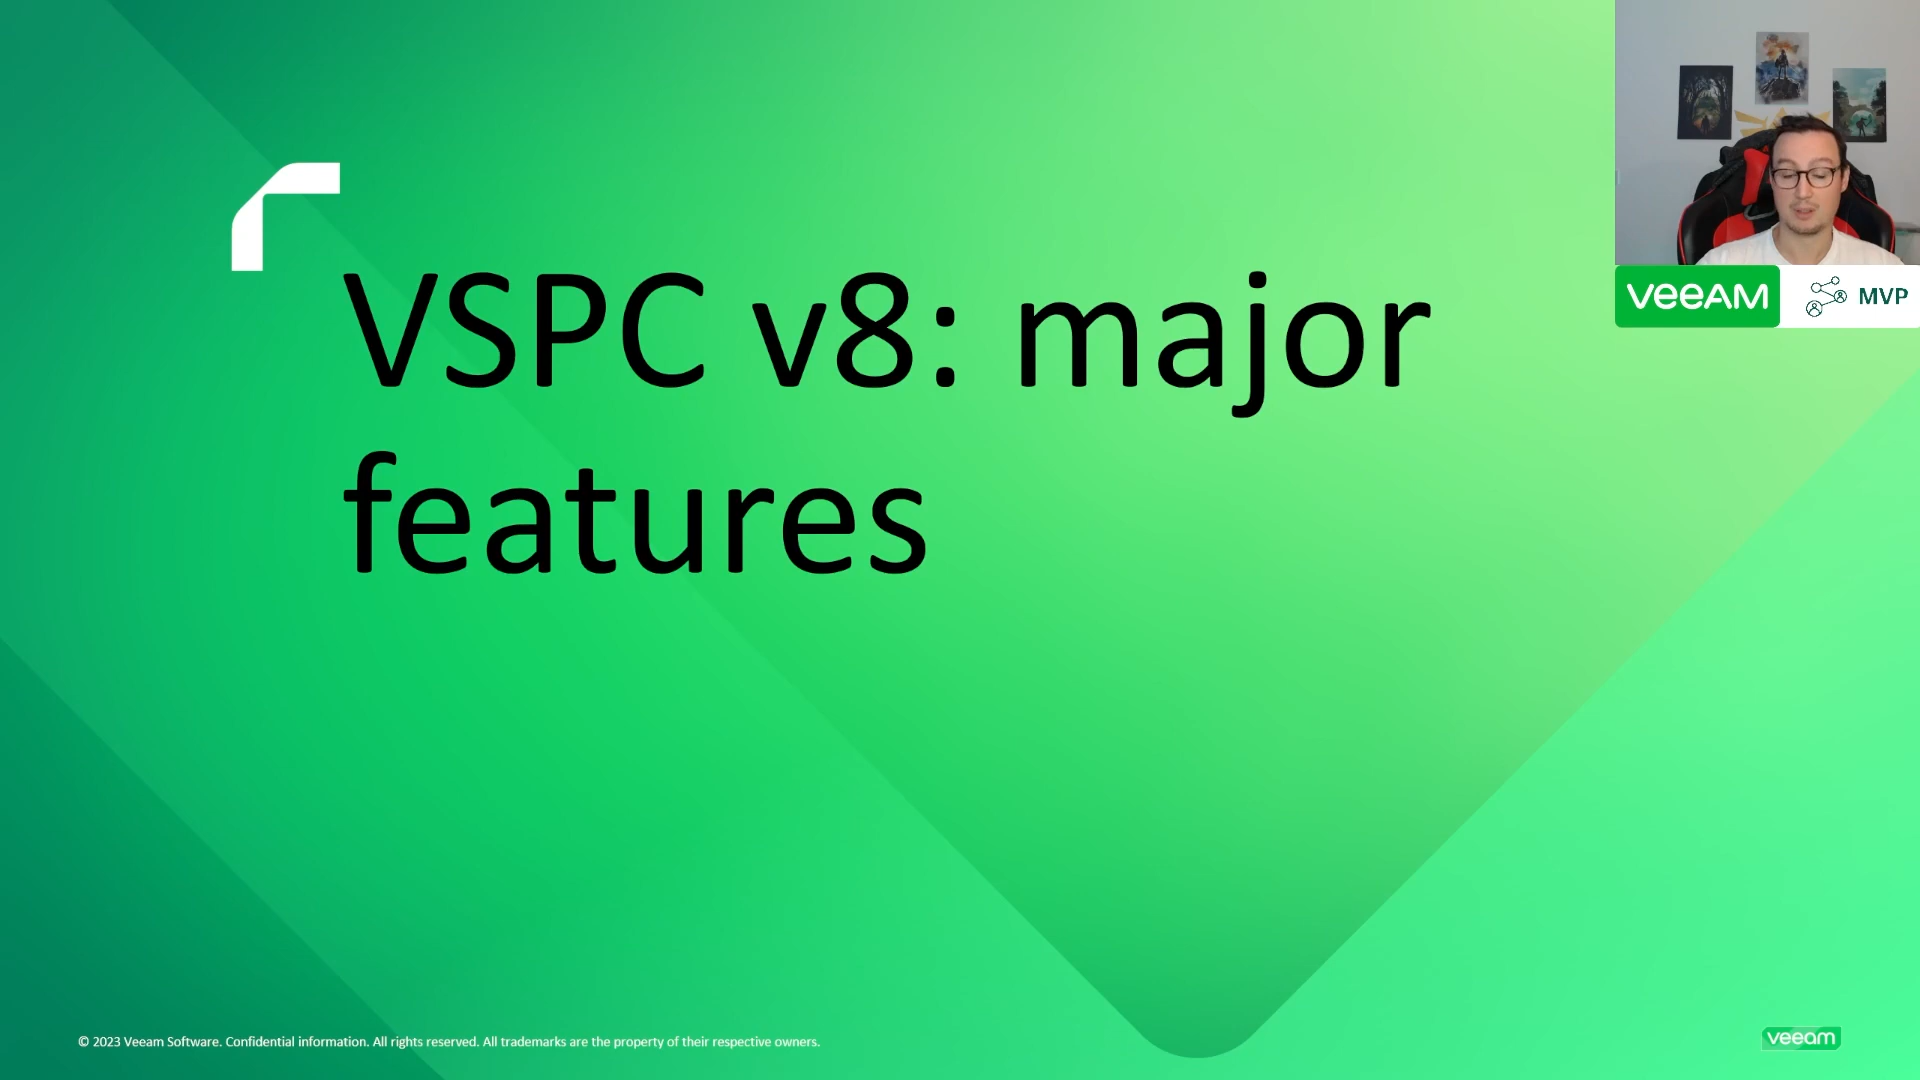 VSPC v8: major
features
veeAM
MVP
© 2023 Veeam Software. Confidential information. All rights reserved. All trademarks are the property of their respective owners.
veeam